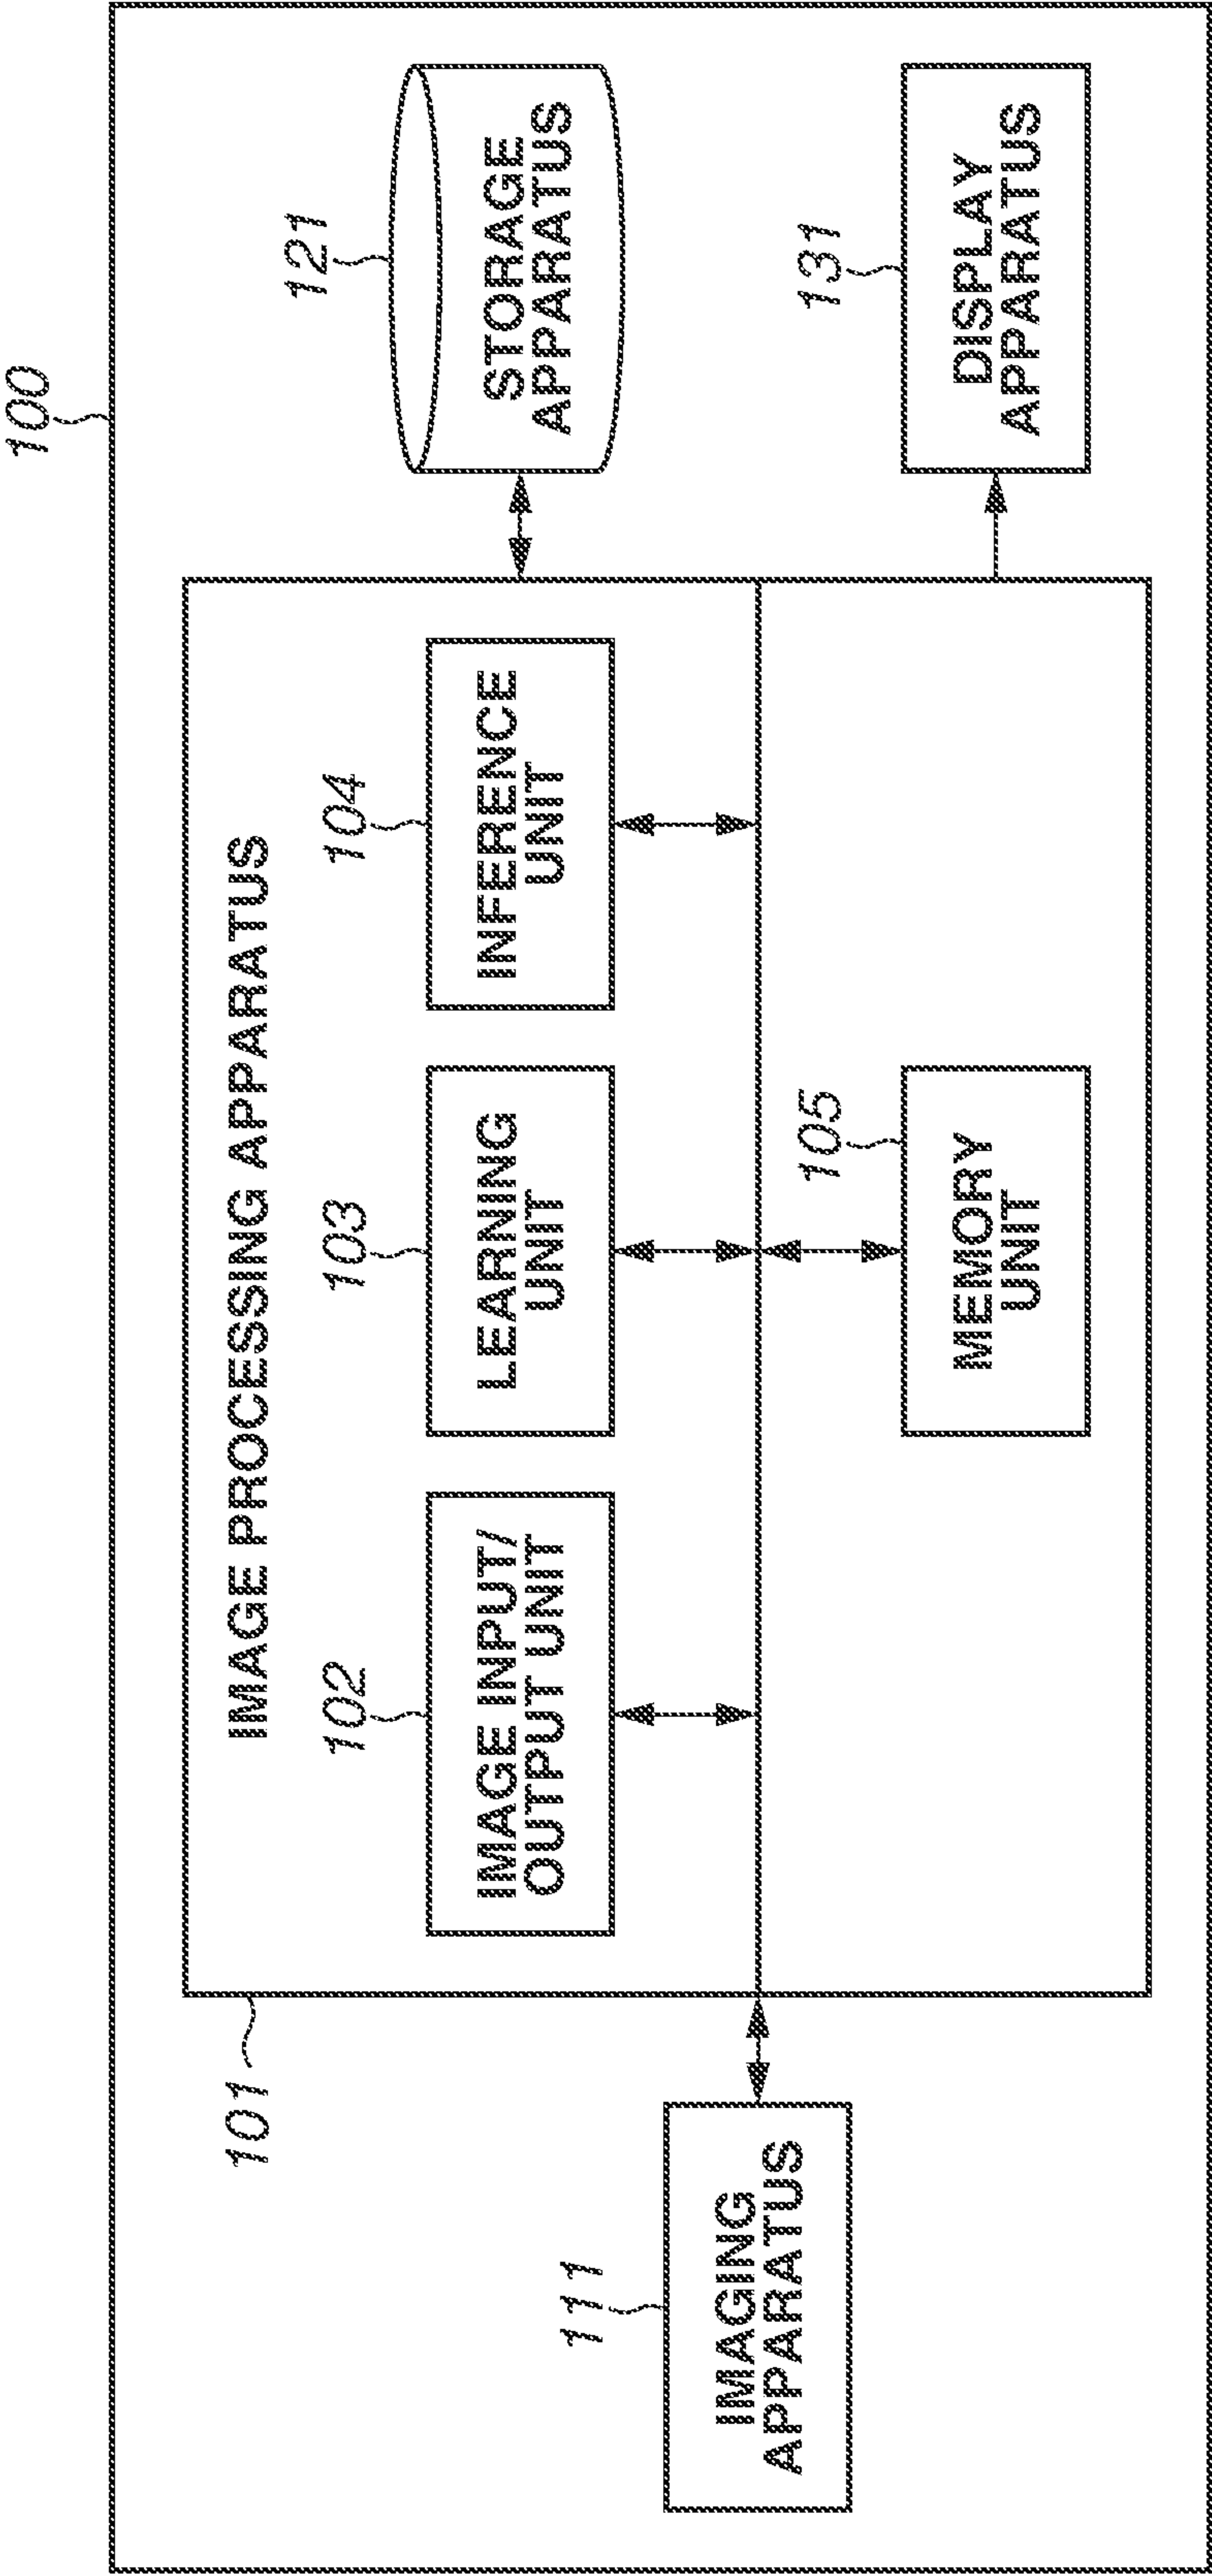 100
101
IMAGE PROCESSING APPARATUS
102
IMAGE INPUT/
OUTPUT UNIT
103
LEARNING
UNIT
104
INFERENCE
UNIT
121
STORAGE
APPARATUS
111
IMAGING
APPARATUS
105
MEMORY
UNIT
131
DISPLAY
APPARATUS